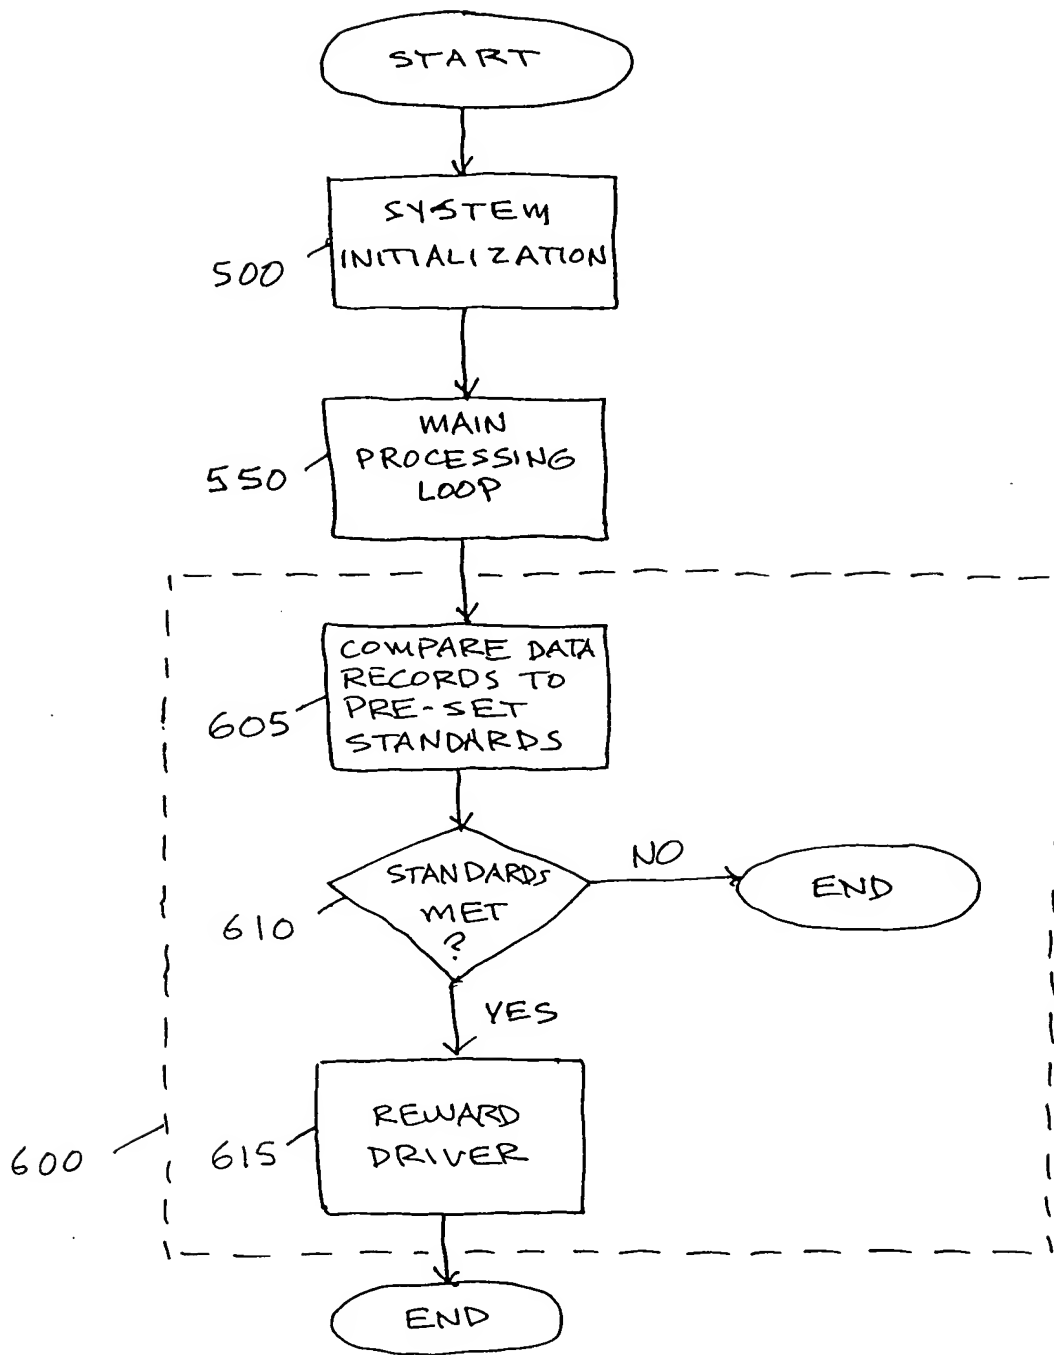 START
SYSTEM
INITIALIZATION
500
MAIN
PROCESSING
LOOP
550
COMPARE DATA
RECORDS TO
PRE-SET
STANDARDS
605
STANDARDS
MET
?
610
NO
END
YES
REWARD
DRIVER
615
600
END